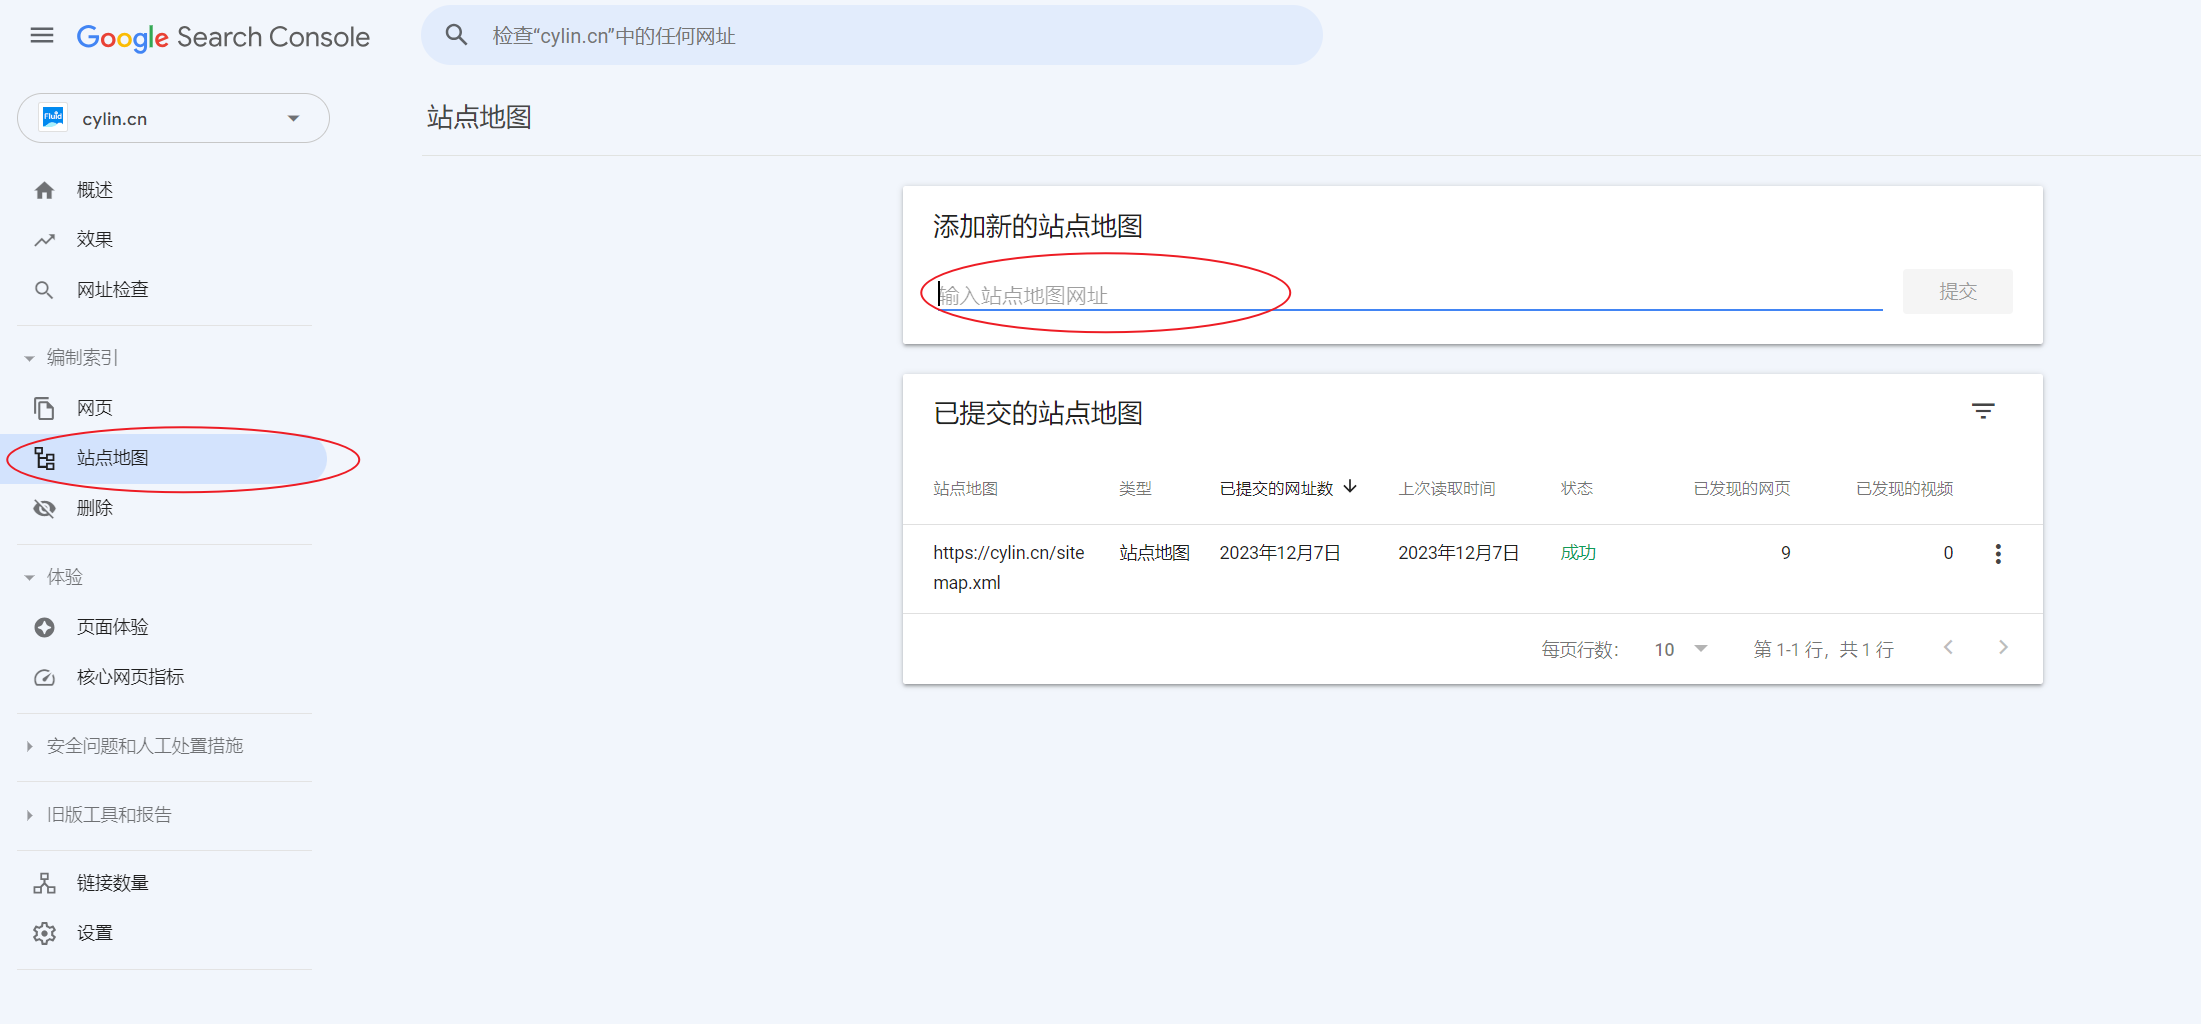 Google Search Console
检查“cylin.cn”中的任何网址
Fluid
cylin.cn
站点地图
概述
效果
网址检查
编制索引
网页
站点地图
删除
体验
页面体验
核心网页指标
安全问题和人工处置措施
旧版工具和报告
链接数量
设置
添加新的站点地图
输入站点地图网址
提交
已提交的站点地图
站点地图 类型 已提交的网址数 上次读取时间 状态 已发现的网页 已发现的视频
https://cylin.cn/site 站点地图 2023年12月7日 2023年12月7日 成功 9 0
map.xml
每页行数： 10 第 1-1 行，共 1 行